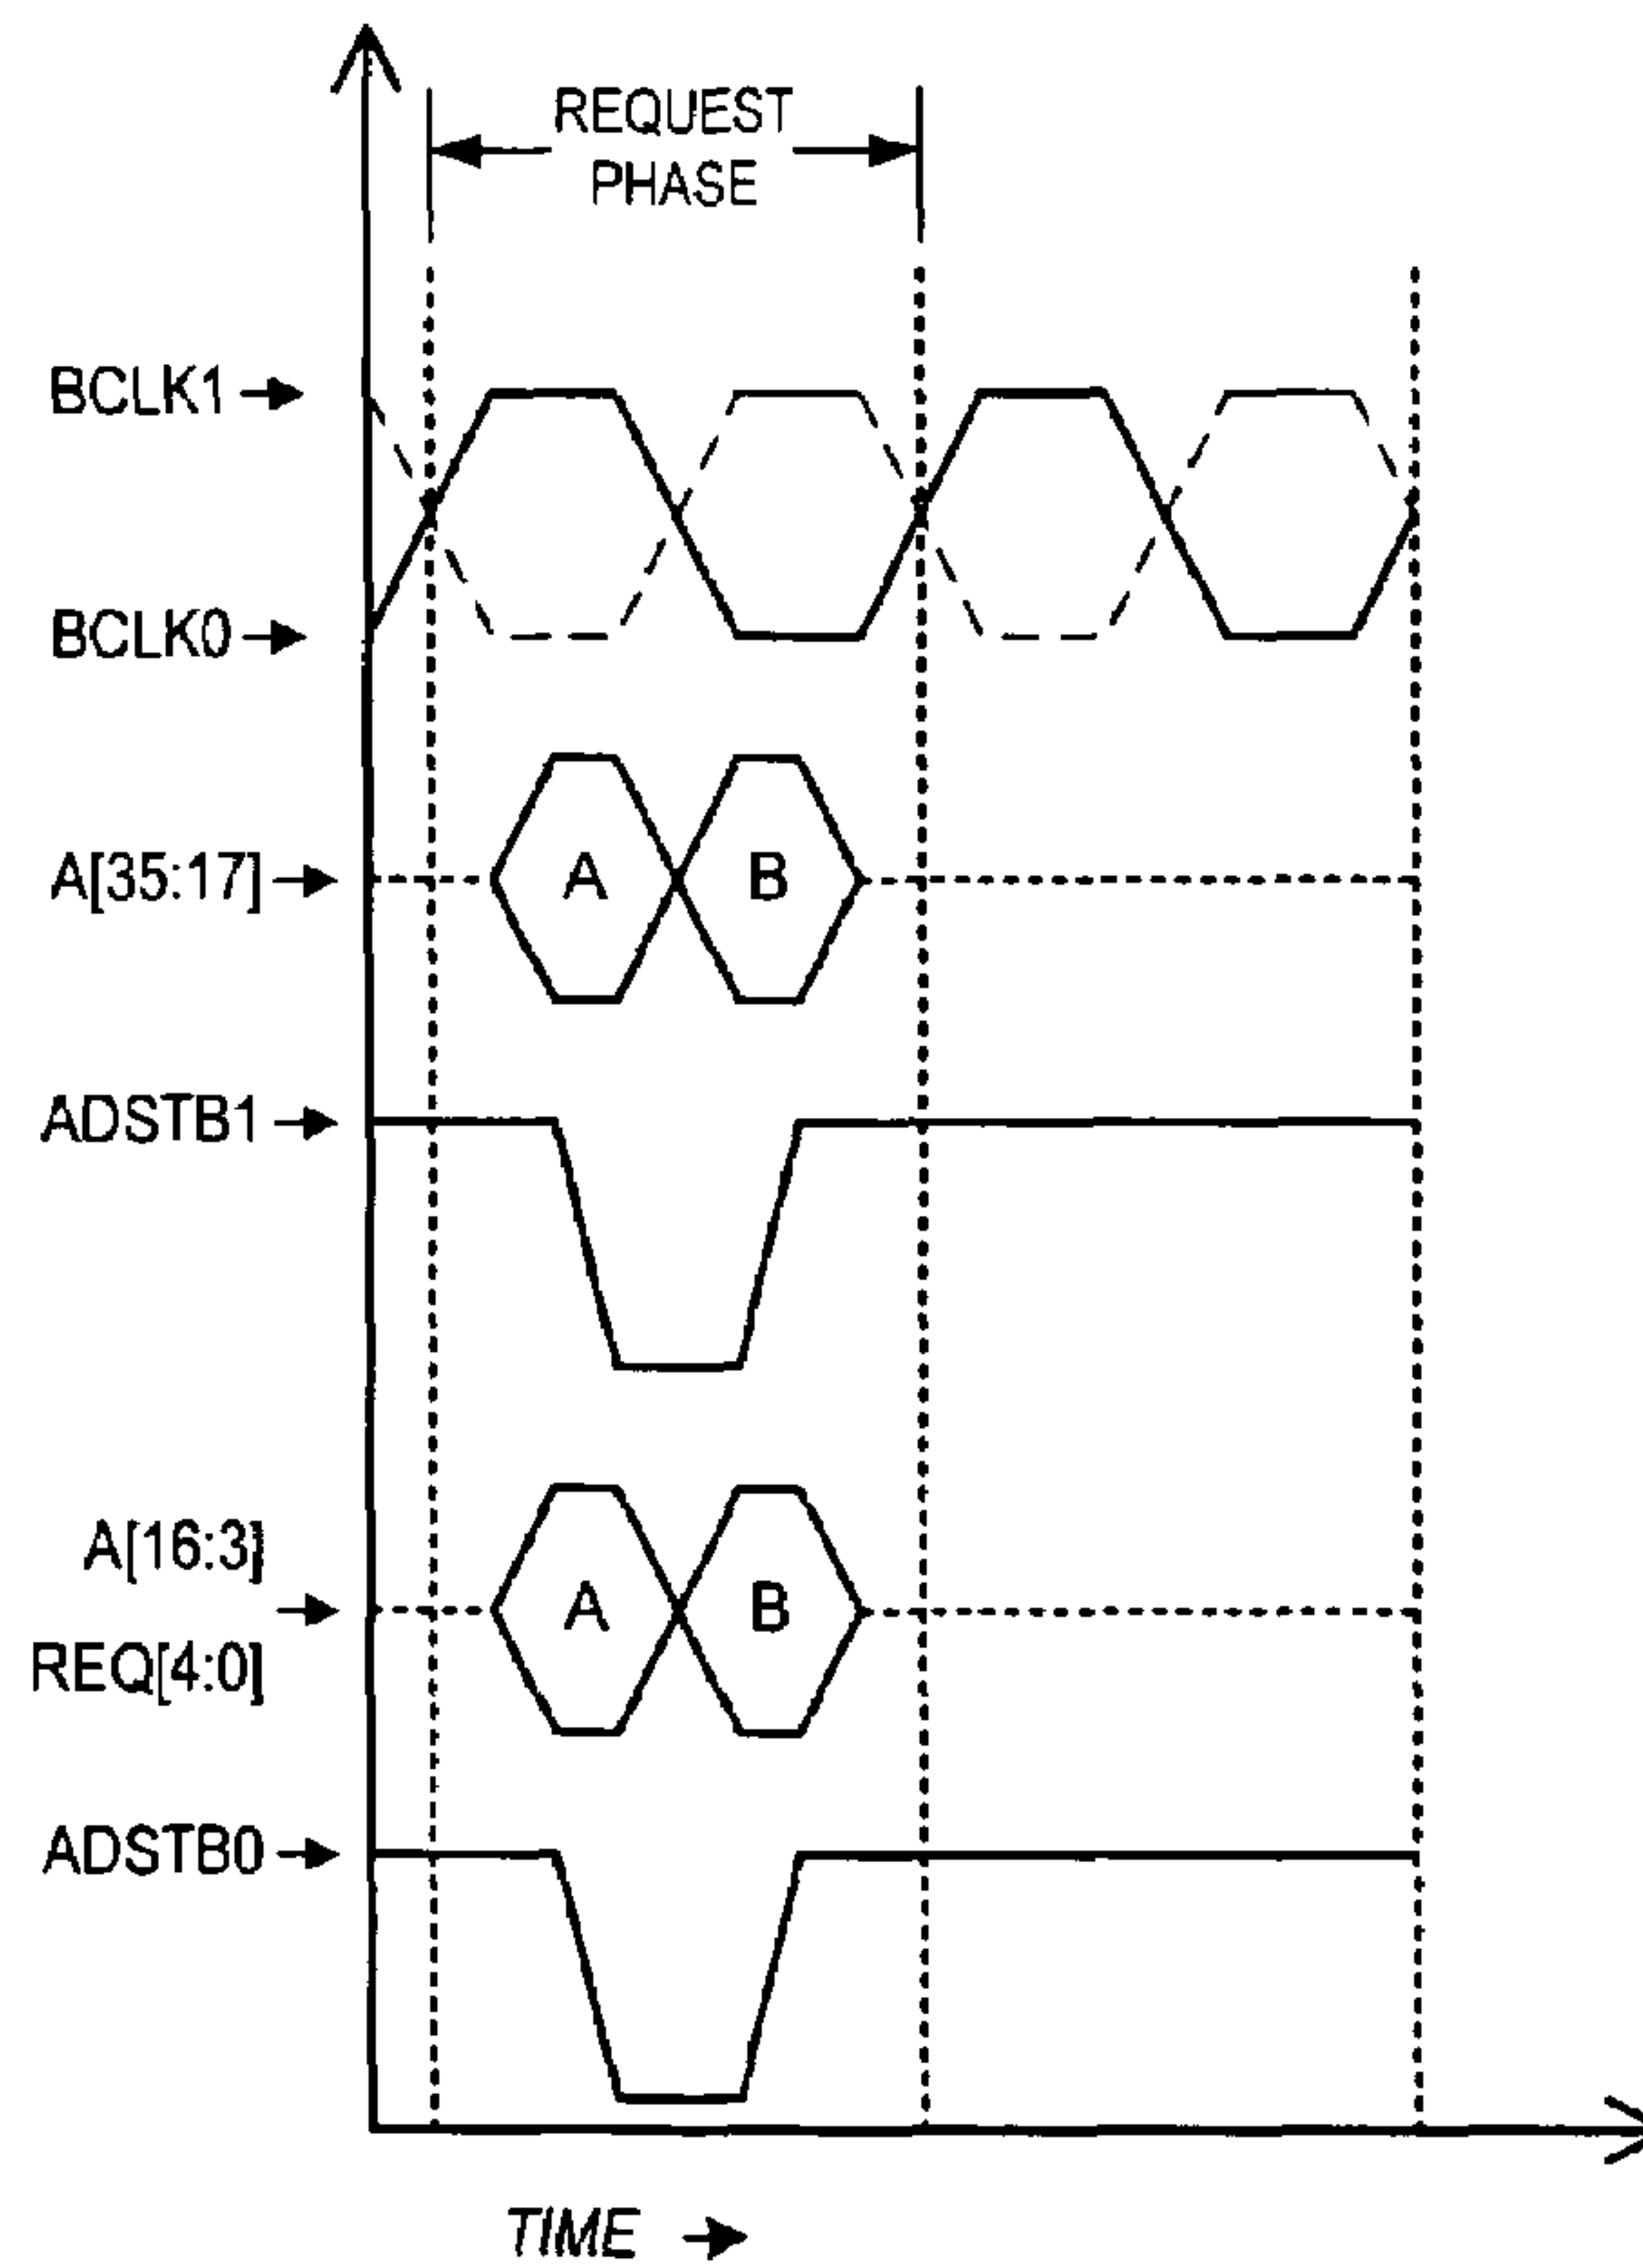 REQUEST
PHASE
BCLK1
BCLK0
A[35:17]
A B
ADSTB1
A[16:3]
REQ[4:0]
A B
ADSTB0
TIME